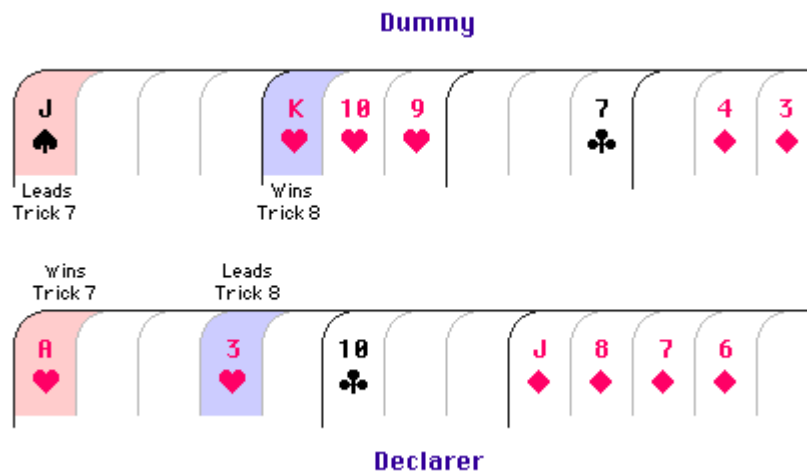 Dummy
J K 10 9 7 4 3
Leads Wins
Trick 7 Trick 8
Wins Leads
Trick 7 Trick 8
A 3 10 J 8 7 6
Declarer